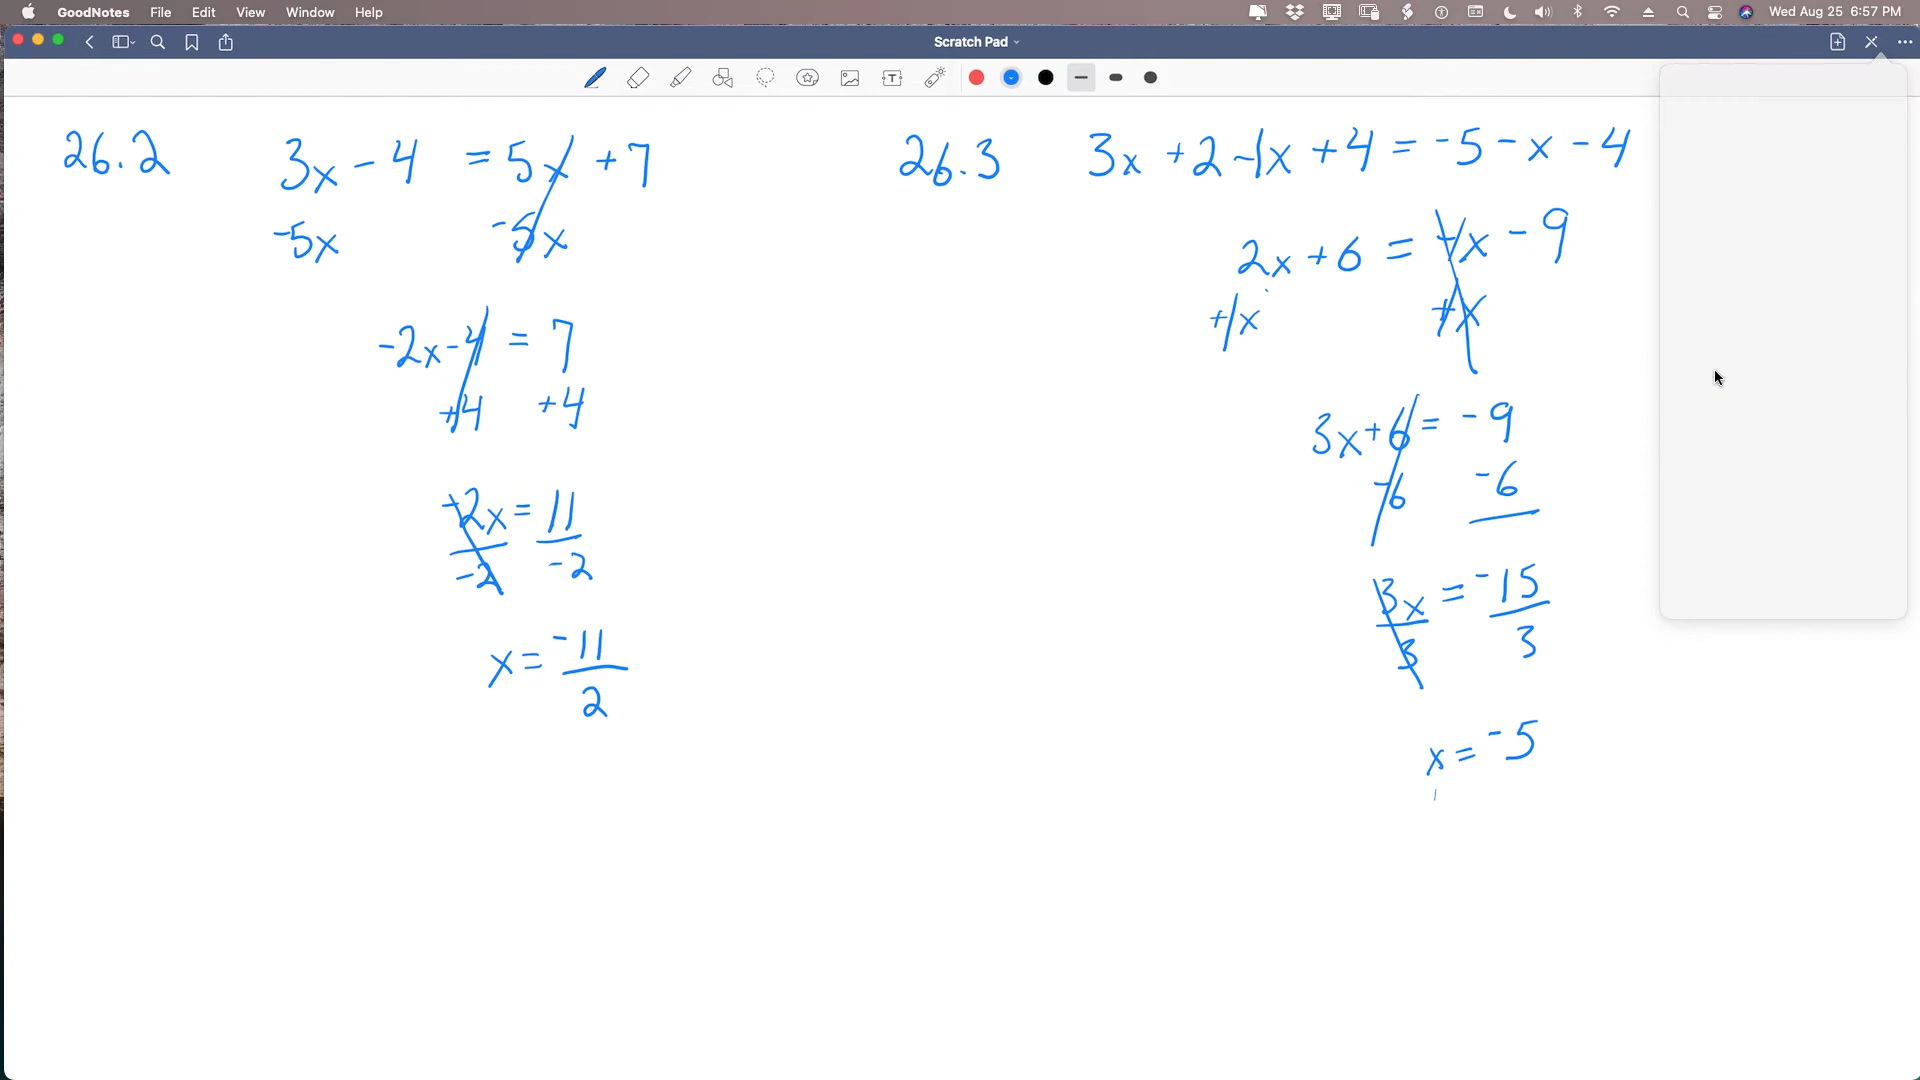 GoodNotes File Edit View Window Help
Wed Aug 25 6:57 PM
Scratch Pad
26.2
3x - 4 = 5x + 7
-5x -5x
-2x - 4 = 7
+4 +4
-2x = 11
-2 -2
x = -11
2
26.3
3x + 2 - 1x + 4 = -5 - x - 4
2x + 6 = -1x - 9
+1x +1x
3x + 6 = -9
-6 -6
3x = -15
3 3
x = -5